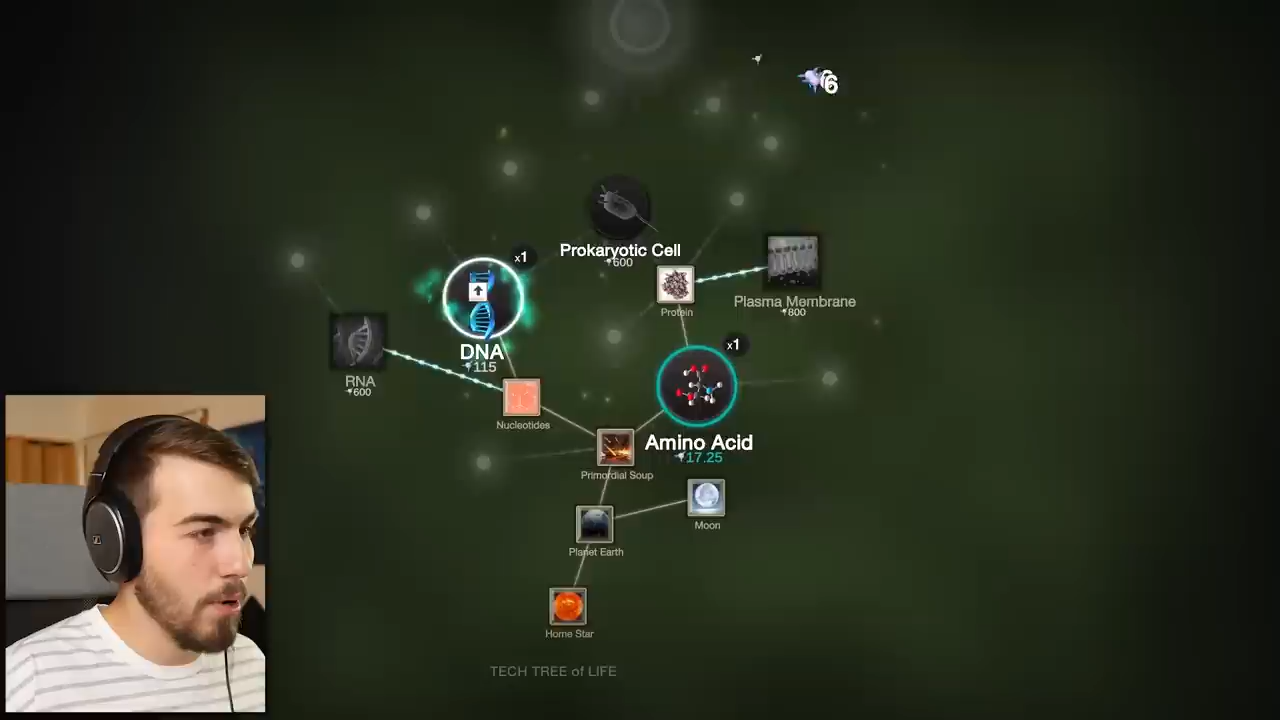 6
Prokaryotic Cell
600
x1
Protein
Plasma Membrane
800
DNA
115
x1
RNA
600
Nucleotides
Amino Acid
17.25
Primordial Soup
Moon
Planet Earth
Home Star
TECH TREE of LIFE